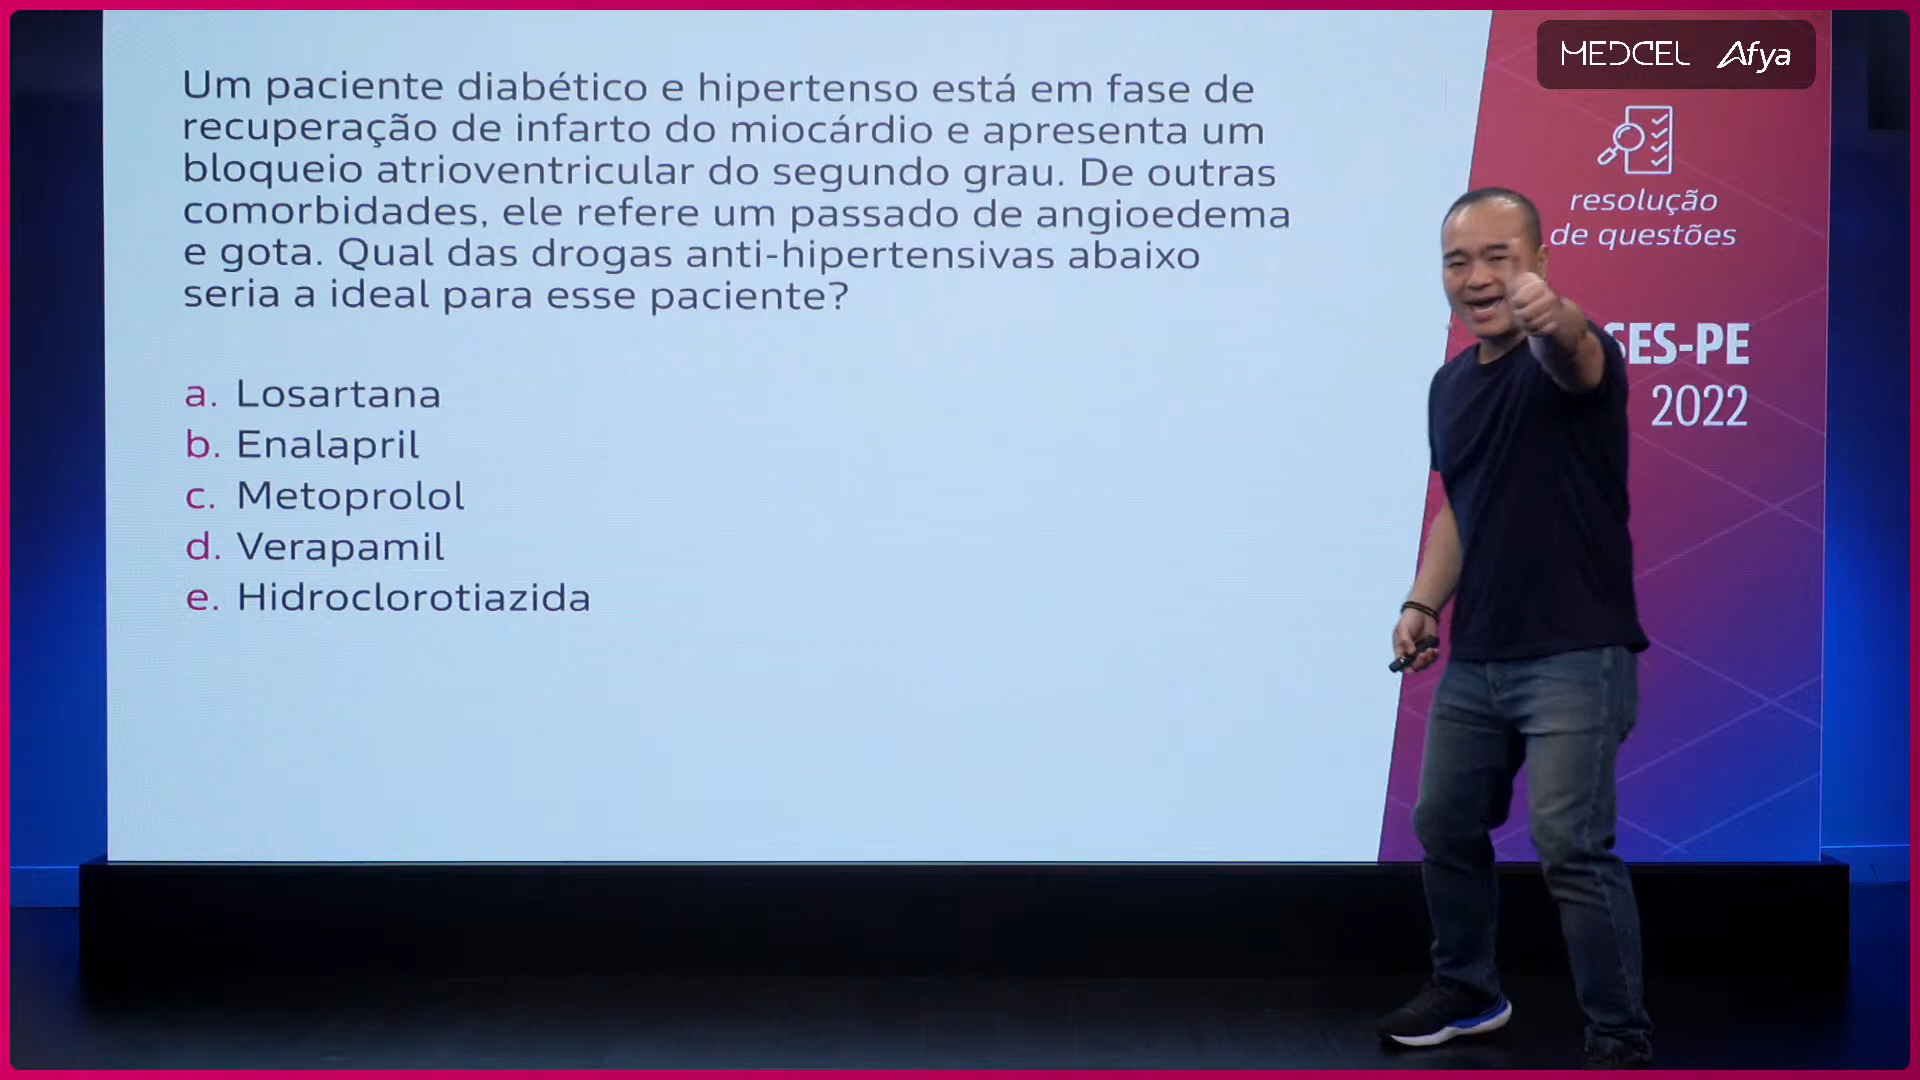 Um paciente diabético e hipertenso está em fase de
recuperação de infarto do miocárdio e apresenta um
bloqueio atrioventricular do segundo grau. De outras
comorbidades, ele refere um passado de angioedema
e gota. Qual das drogas anti-hipertensivas abaixo
seria a ideal para esse paciente?
a. Losartana
b. Enalapril
c. Metoprolol
d. Verapamil
e. Hidroclorotiazida
MEDCEL Afya
resolução
de questões
SES-PE
2022